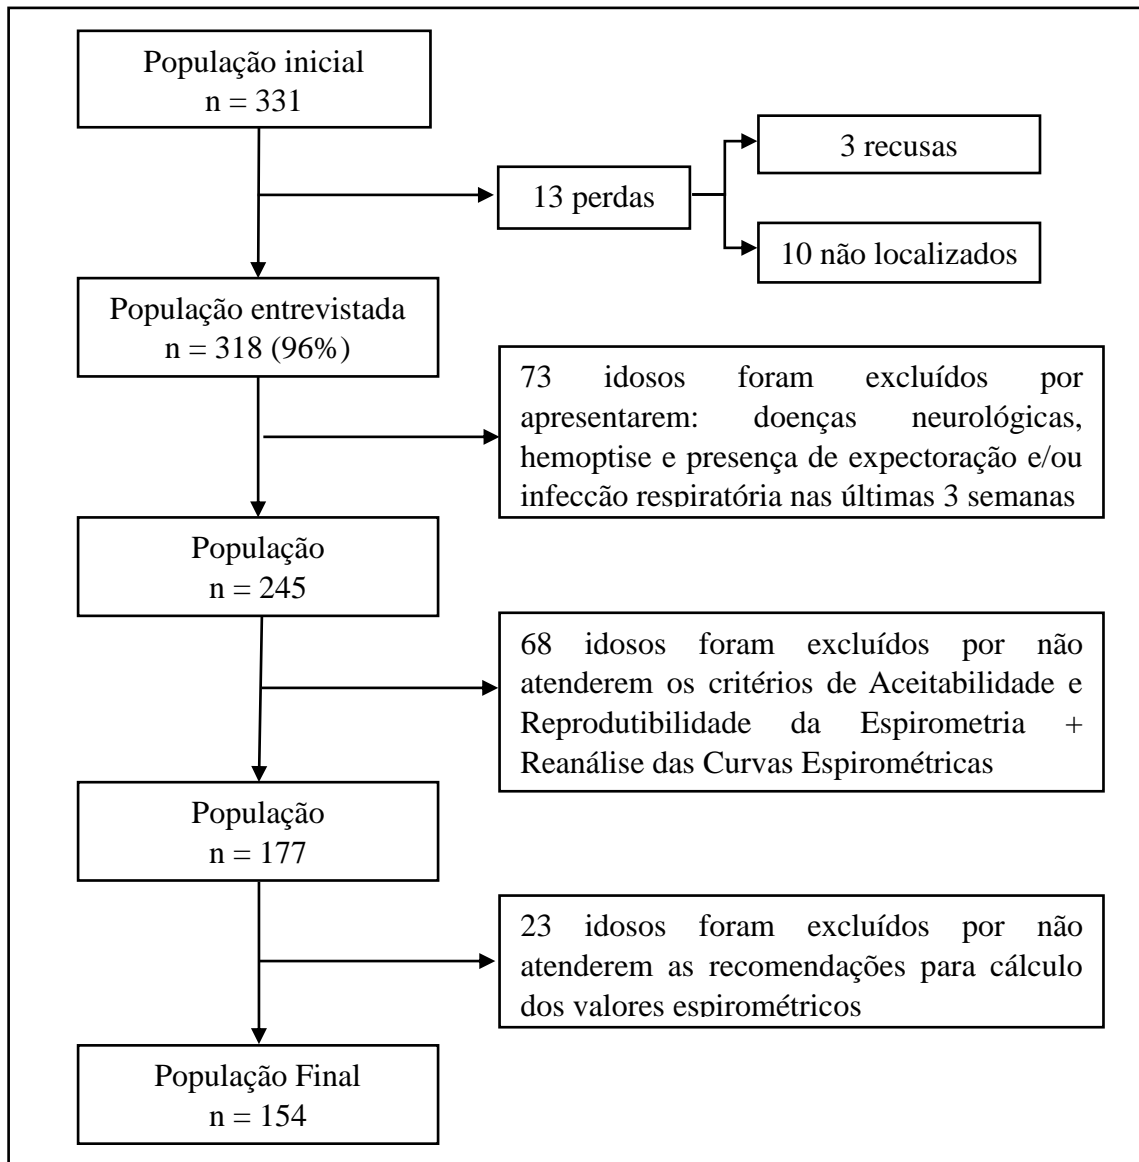 População inicial
n = 331
13 perdas
3 recusas
10 não localizados
População entrevistada
n = 318 (96%)
73 idosos foram excluídos por
apresentarem: doenças neurológicas,
hemoptise e presença de expectoração e/ou
infecção respiratória nas últimas 3 semanas
População
n = 245
68 idosos foram excluídos por não
atenderem os critérios de Aceitabilidade e
Reprodutibilidade da Espirometria +
Reanálise das Curvas Espirométricas
População
n = 177
23 idosos foram excluídos por não
atenderem as recomendações para cálculo
dos valores espirométricos
População Final
n = 154